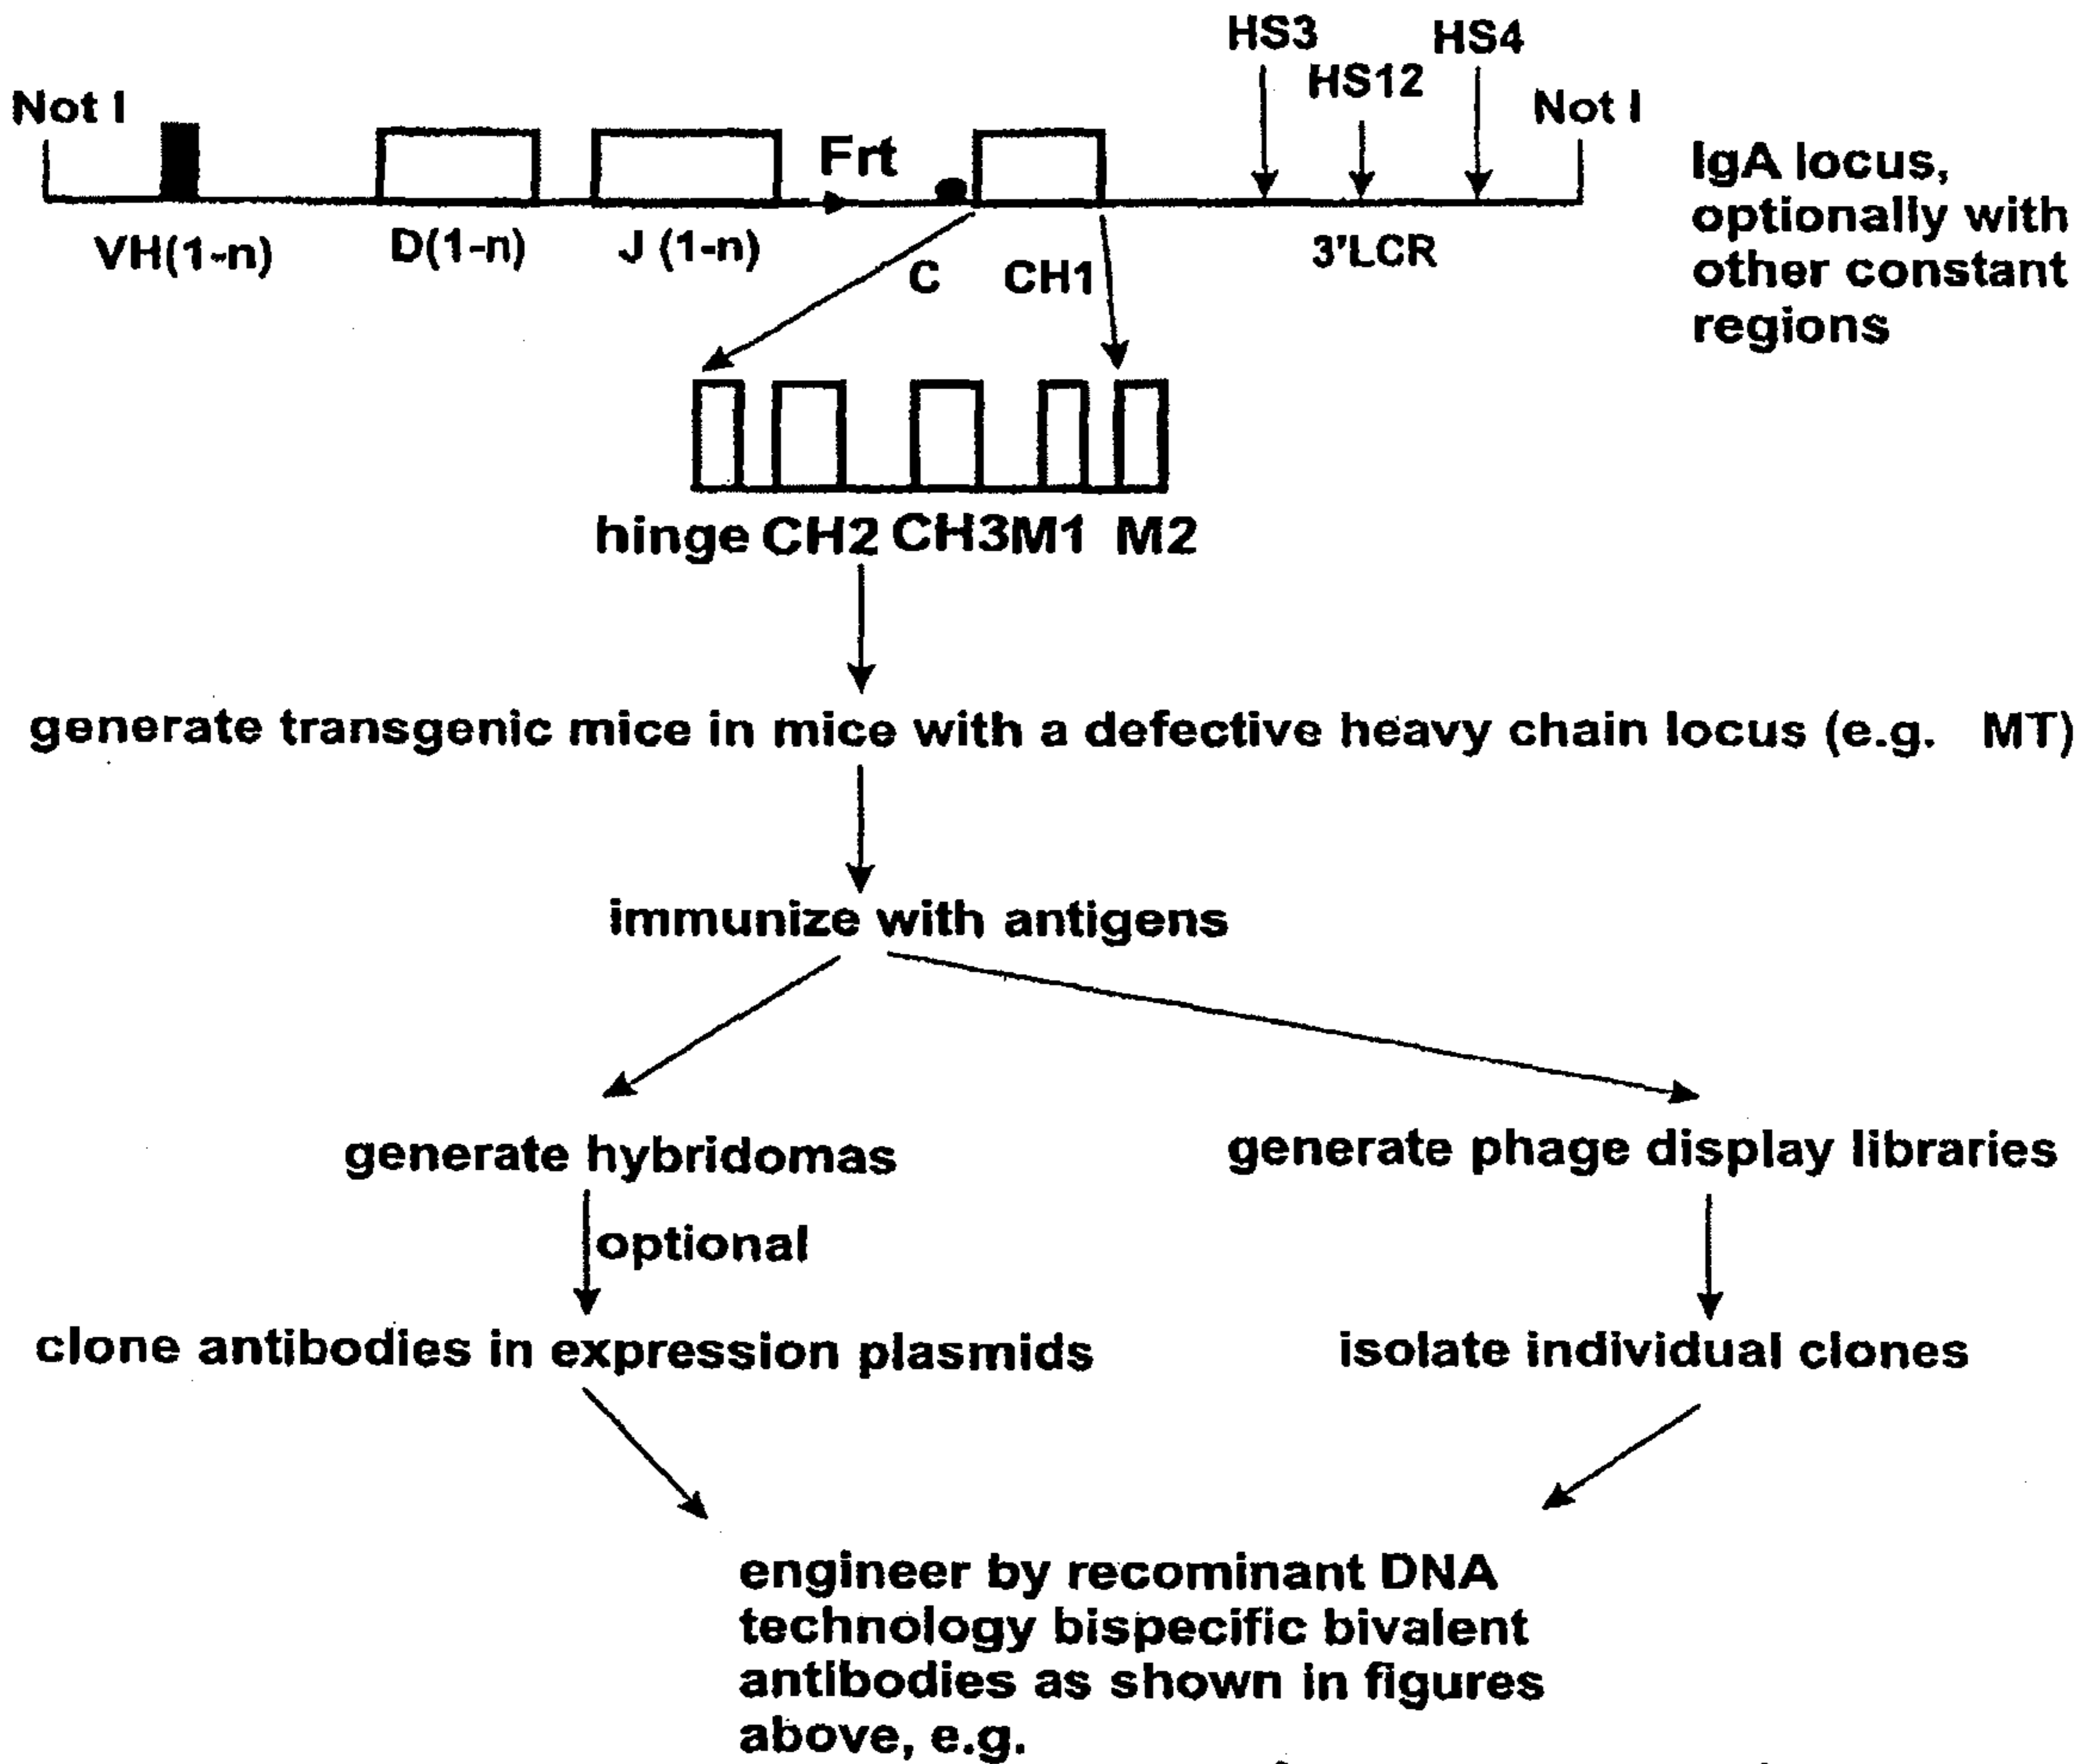 HS3
HS4
HS12
Not I
Not I
Frt
IgA locus,
optionally with
other constant
regions
VH(1-n)
D(1-n)
J (1-n)
C
CH1
3'LCR
hinge CH2 CH3M1 M2
generate transgenic mice in mice with a defective heavy chain locus (e.g. MT)
immunize with antigens
generate hybridomas
generate phage display libraries
optional
clone antibodies in expression plasmids
isolate individual clones
engineer by recominant DNA
technology bispecific bivalent
antibodies as shown in figures
above, e.g.